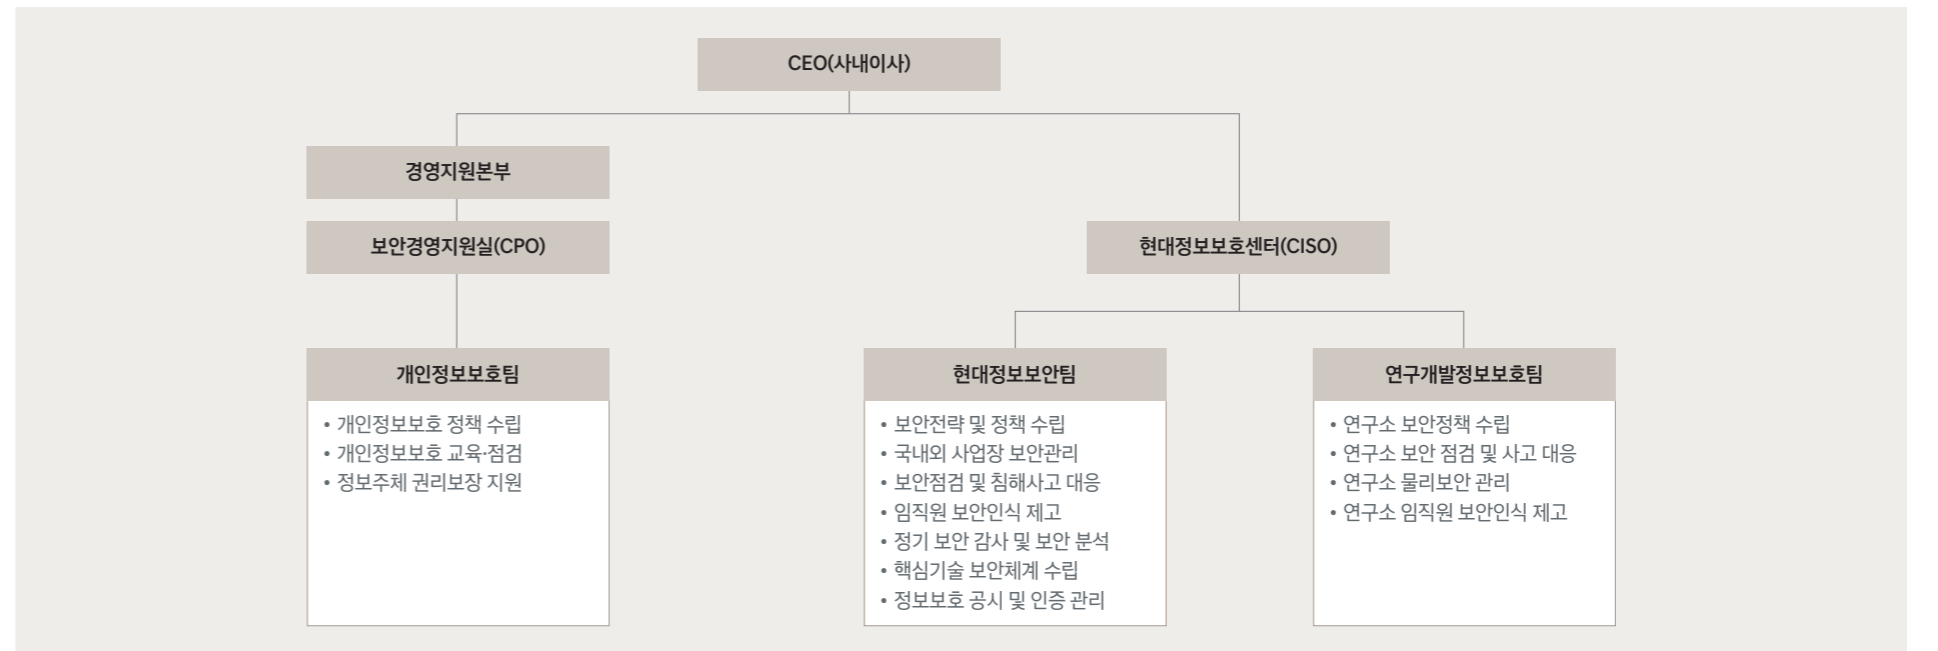 CEO(사내이사)
경영지원본부
보안경영지원실(CPO)
현대정보보호센터(CISO)
개인정보보호팀
• 개인정보보호 정책 수립
• 개인정보보호 교육·점검
• 정보주체 권리보장 지원
현대정보보안팀
• 보안전략 및 정책 수립
• 국내외 사업장 보안관리
• 보안점검 및 침해사고 대응
• 임직원 보안인식 제고
• 정기 보안 감사 및 보안 분석
• 핵심기술 보안체계 수립
• 정보보호 공시 및 인증 관리
연구개발정보보호팀
• 연구소 보안정책 수립
• 연구소 보안 점검 및 사고 대응
• 연구소 물리보안 관리
• 연구소 임직원 보안인식 제고